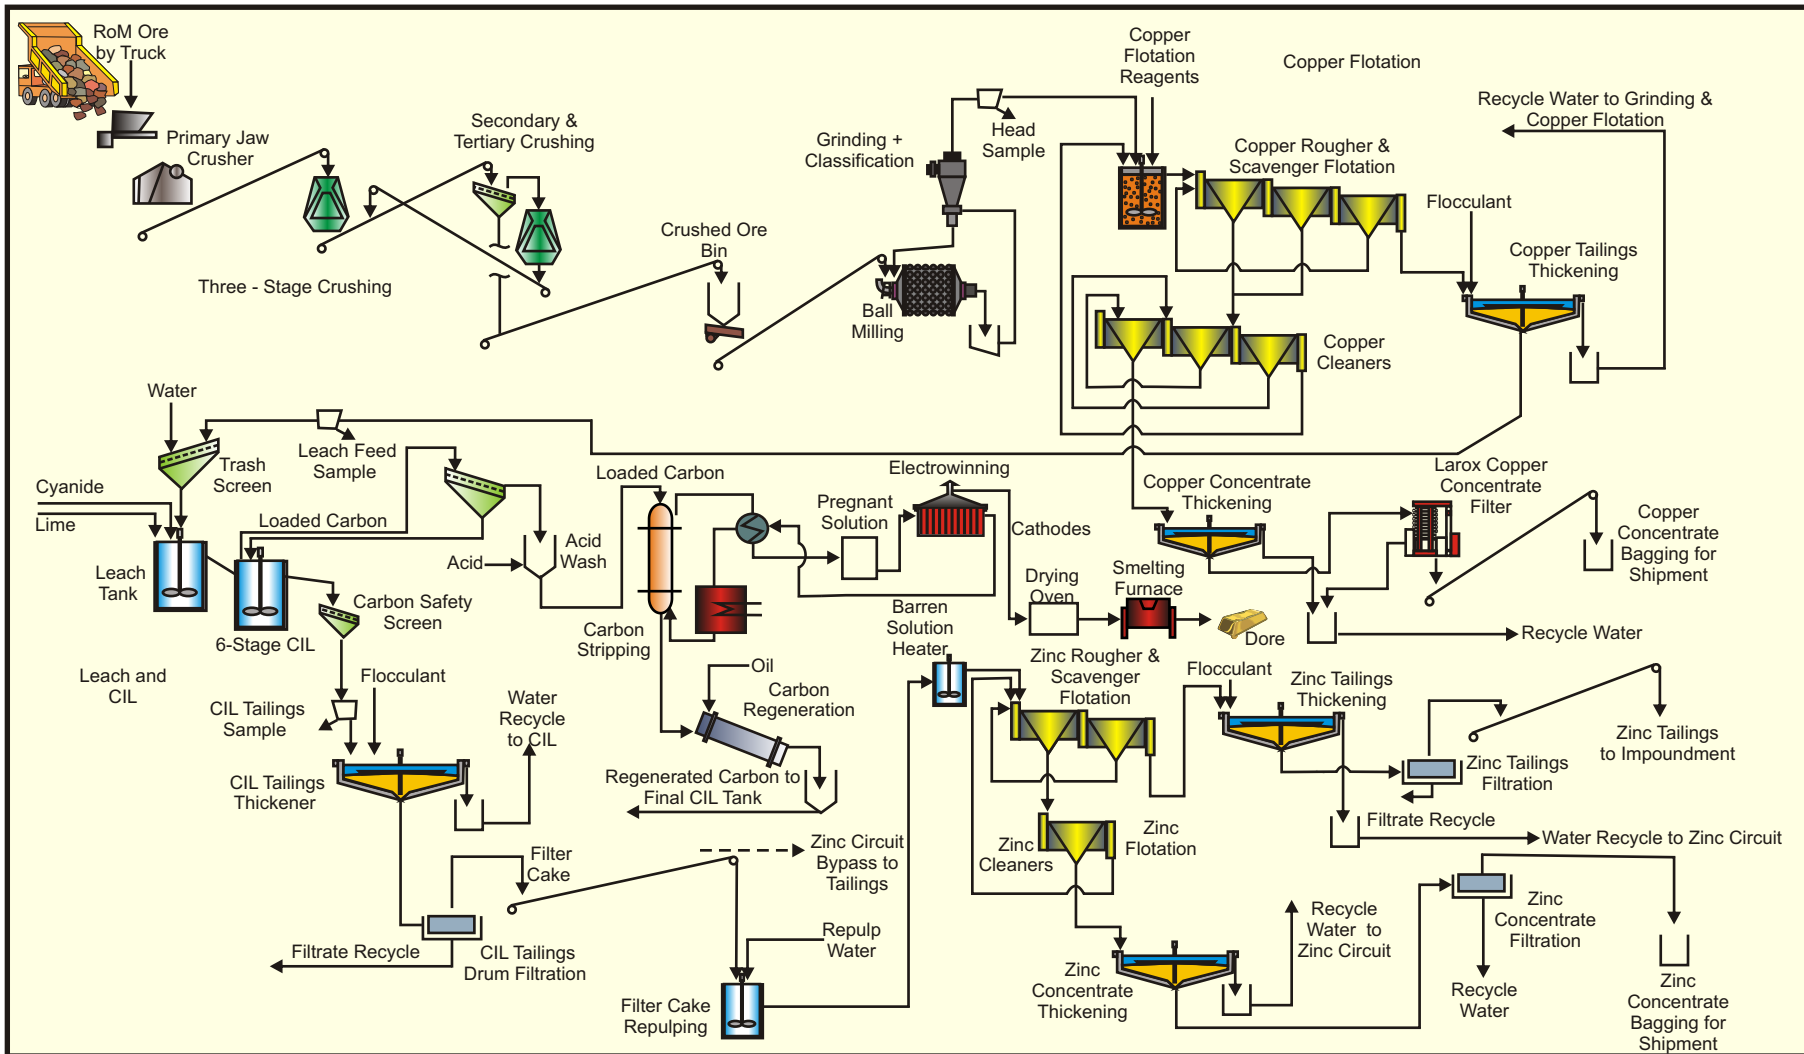 RoM Ore
by Truck
Primary Jaw
Crusher
Secondary &
Tertiary Crushing
Three - Stage Crushing
Crushed Ore
Bin
Grinding +
Classification
Head
Sample
Ball
Milling
Copper
Flotation
Reagents
Copper Flotation
Copper Rougher &
Scavenger Flotation
Recycle Water to Grinding &
Copper Flotation
Flocculant
Copper Tailings
Thickening
Copper
Cleaners
Water
Trash
Screen
Leach Feed
Sample
Cyanide
Lime
Loaded Carbon
Leach
Tank
6-Stage CIL
Carbon Safety
Screen
Leach and
CIL
Acid
Acid
Wash
Loaded Carbon
Carbon
Stripping
Electrowinning
Pregnant
Solution
Cathodes
Barren
Solution
Heater
Drying
Oven
Smelting
Furnace
Dore
Copper Concentrate
Thickening
Larox Copper
Concentrate
Filter
Copper
Concentrate
Bagging for
Shipment
Recycle Water
CIL Tailings
Sample
Flocculant
Water
Recycle
to CIL
CIL Tailings
Thickener
Oil
Carbon
Regeneration
Regenerated Carbon to
Final CIL Tank
Filter
Cake
Zinc Circuit
Bypass to
Tailings
Filtrate Recycle
CIL Tailings
Drum Filtration
Repulp
Water
Filter Cake
Repulping
Zinc Rougher &
Scavenger
Flotation
Flocculant
Zinc Tailings
Thickening
Zinc Tailings
to Impoundment
Zinc Tailings
Filtration
Filtrate Recycle
Water Recycle to Zinc Circuit
Zinc
Cleaners
Zinc
Flotation
Recycle
Water to
Zinc Circuit
Zinc
Concentrate
Thickening
Zinc
Concentrate
Filtration
Recycle
Water
Zinc
Concentrate
Bagging for
Shipment